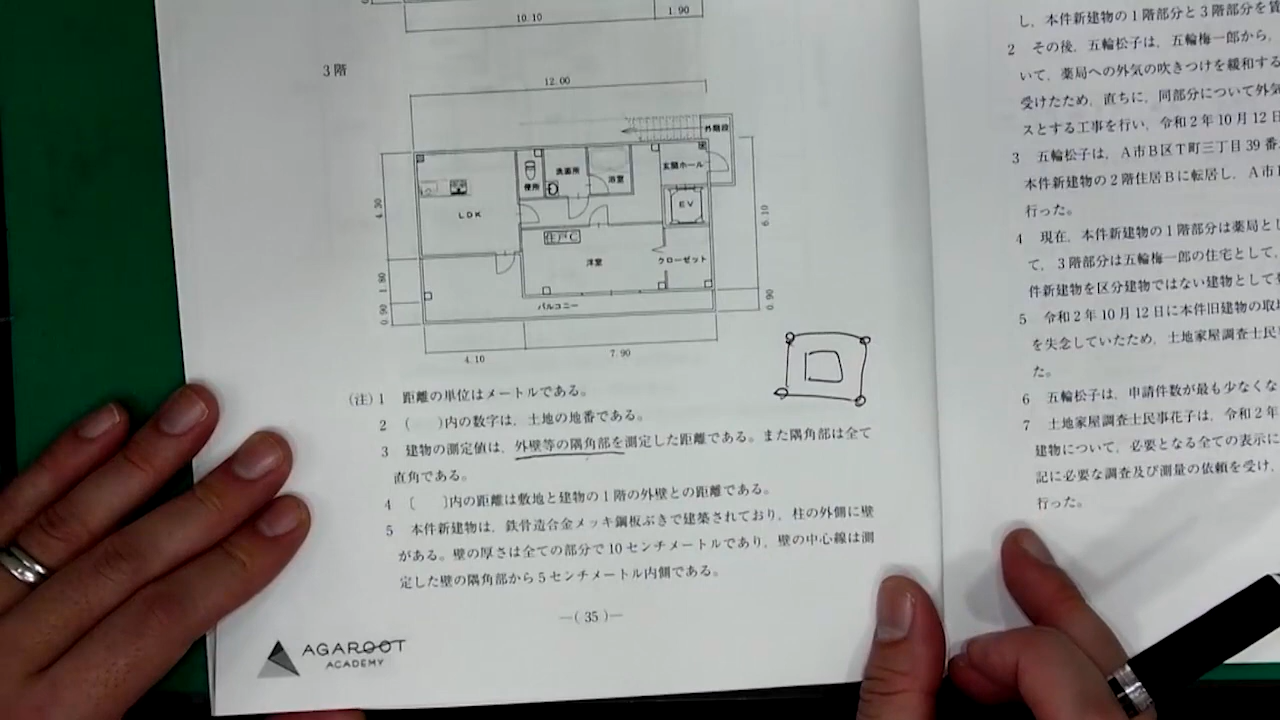 10.10
1.90
3階
12.00
外階段
便所
洗面所
浴室
玄関ホール
EV
LDK
住戸C
洋室
クローゼット
バルコニー
4.30
1.80
0.90
6.10
0.90
4.10
7.90
(注)1 距離の単位はメートルである。
2 ( )内の数字は、土地の地番である。
3 建物の測定値は、外壁等の隅角部を測定した距離である。また隅角部は全て
直角である。
4 〔 〕内の距離は敷地と建物の1階の外壁との距離である。
5 本件新建物は、鉄骨造合金メッキ鋼板ぶきで建築されており、柱の外側に壁
がある。壁の厚さは全ての部分で10センチメートルであり、壁の中心線は測
定した壁の隅角部から5センチメートル内側である。
―(35)―
AGAROOT
ACADEMY
し、本件新建物の1階部分と3階部分を賃
2 その後、五輪松子は、五輪梅一郎から、
いて、薬局への外気の吹きつけを緩和する
受けたため、直ちに、同部分について外気
スとする工事を行い、令和2年10月12日
3 五輪松子は、A市B区T町三丁目39番
本件新建物の2階住居Bに転居し、A市
行った。
4 現在、本件新建物の1階部分は薬局とし
て、3階部分は五輪梅一郎の住宅として、
件新建物を区分建物ではない建物として
5 令和2年10月12日に本件旧建物の取
を失念していたため、土地家屋調査士民
た。
6 五輪松子は、申請件数が最も少なくな
7 土地家屋調査士民事花子は、令和2年
建物について、必要となる全ての表示に
記に必要な調査及び測量の依頼を受け、
行った。